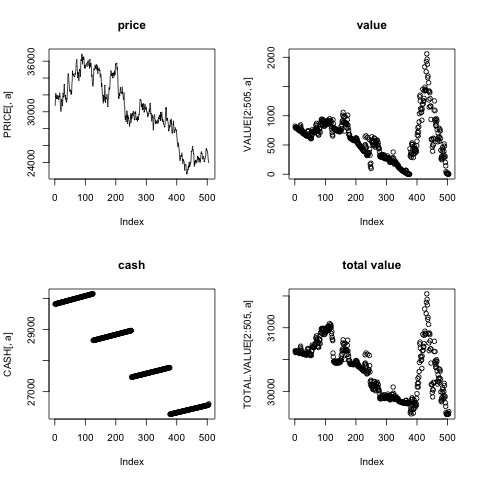 price
PRICE[, a]
36000
30000
24000
0 100 200 300 400 500
Index
value
VALUE[2:505, a]
2000
1000
500
0
0 100 200 300 400 500
Index
cash
CASH[, a]
29000
27000
0 100 200 300 400 500
Index
total value
TOTAL.VALUE[2:505, a]
31000
30000
0 100 200 300 400 500
Index